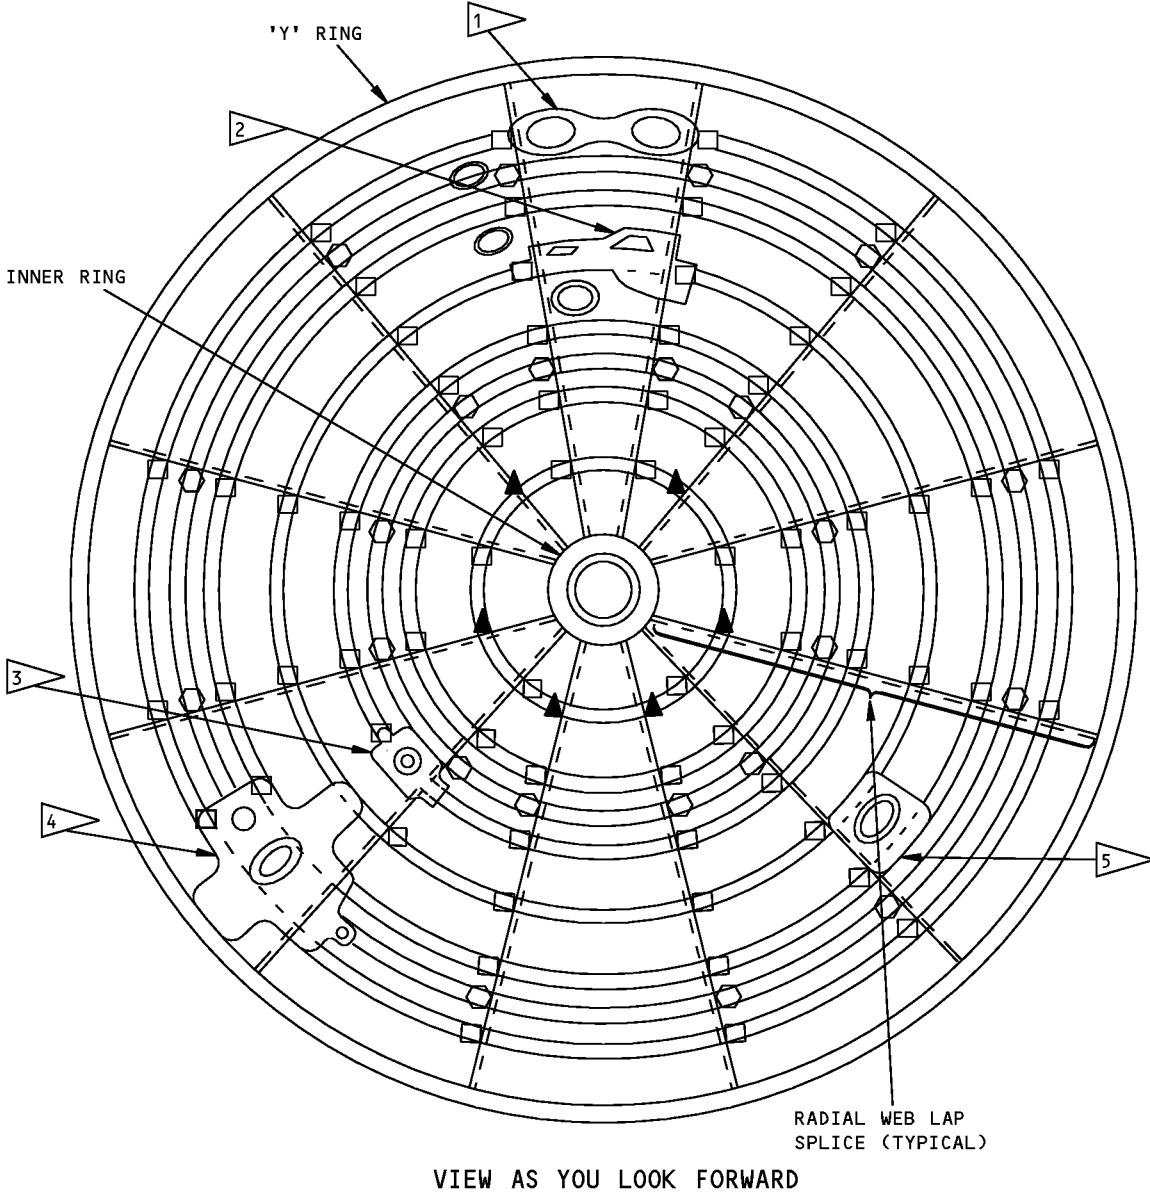 1
'Y' RING
2
INNER RING
3
4
5
RADIAL WEB LAP
SPLICE (TYPICAL)
VIEW AS YOU LOOK FORWARD